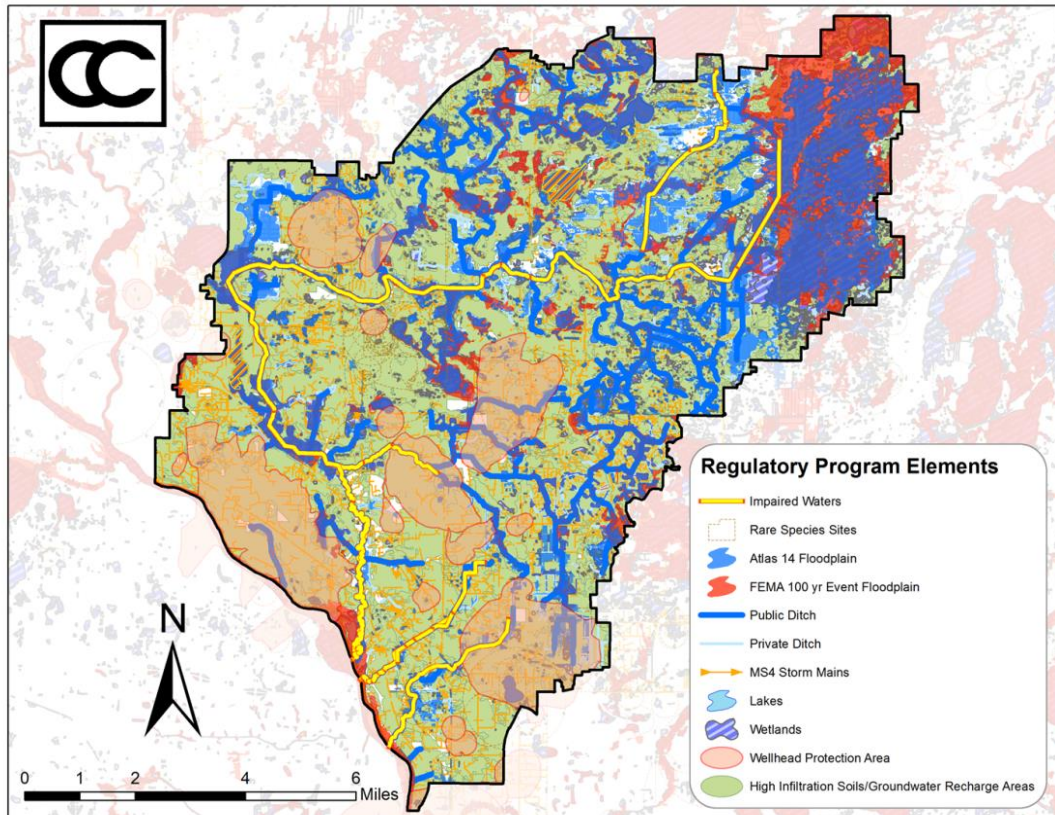 CC
Regulatory Program Elements
Impaired Waters
Rare Species Sites
Atlas 14 Floodplain
FEMA 100 yr Event Floodplain
Public Ditch
Private Ditch
MS4 Storm Mains
Lakes
Wetlands
Wellhead Protection Area
High Infiltration Soils/Groundwater Recharge Areas
N
0 1 2 4 6
Miles